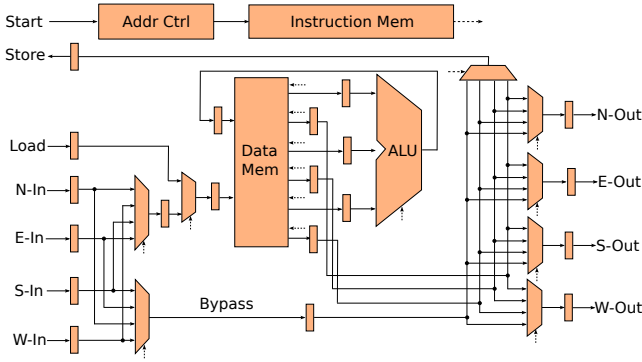 Start
Addr Ctrl
Instruction Mem
Store
Load
N-In
E-In
S-In
W-In
Data
Mem
ALU
Bypass
N-Out
E-Out
S-Out
W-Out